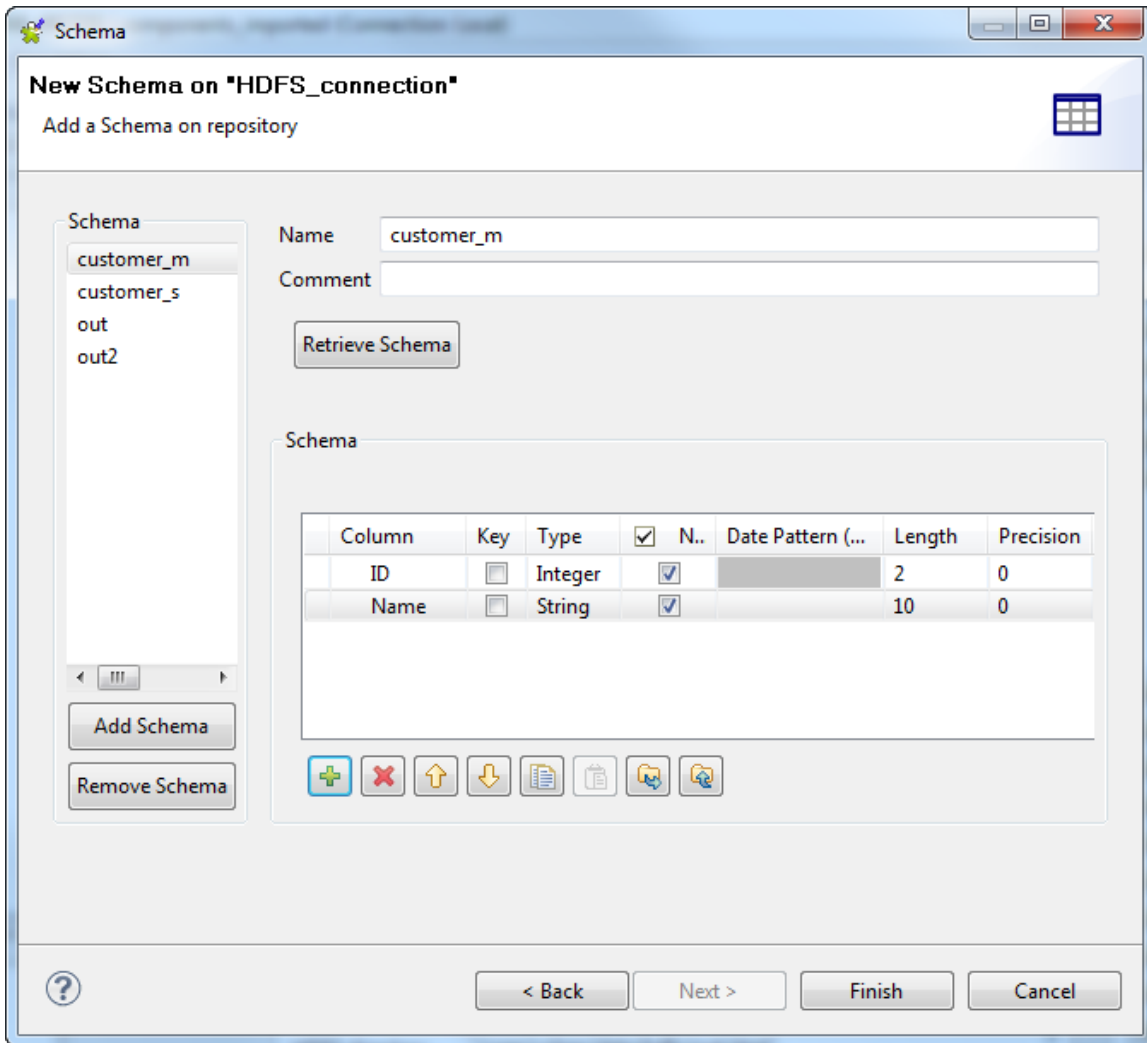 Schema
New Schema on "HDFS_connection"
Add a Schema on repository
Schema
customer_m
customer_s
out
out2
Add Schema
Remove Schema
Name customer_m
Comment
Retrieve Schema
Schema
Column Key Type N.. Date Pattern (... Length Precision
ID Integer 2 0
Name String 10 0
< Back Next > Finish Cancel